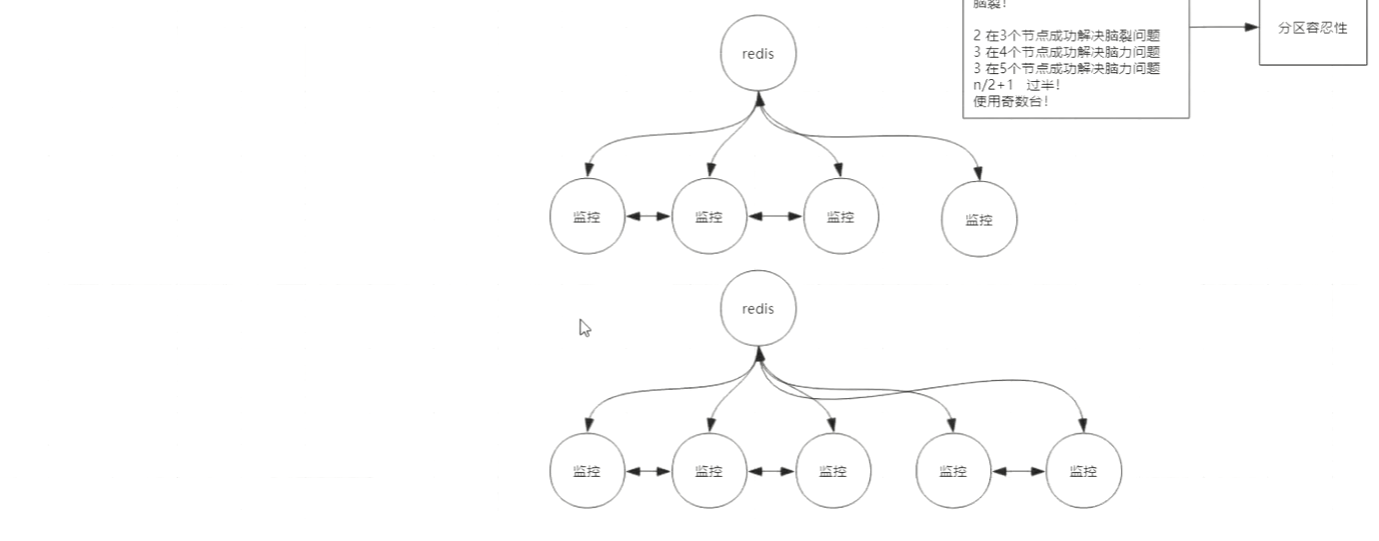 脑裂！
2 在3个节点成功解决脑裂问题
3 在4个节点成功解决脑力问题
3 在5个节点成功解决脑力问题
n/2+1 过半！
使用奇数台！
分区容忍性
redis
监控
监控
监控
监控
redis
监控
监控
监控
监控
监控